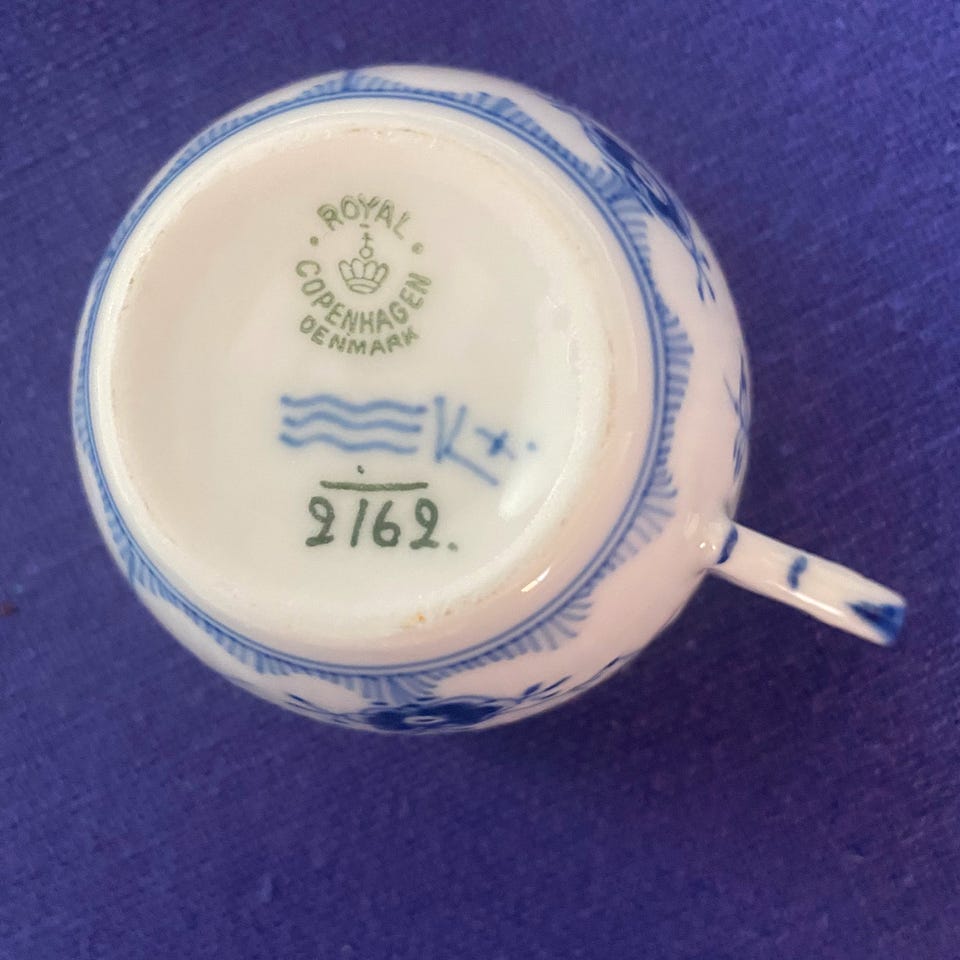 ROYAL
COPENHAGEN
DENMARK
K+.
2162.